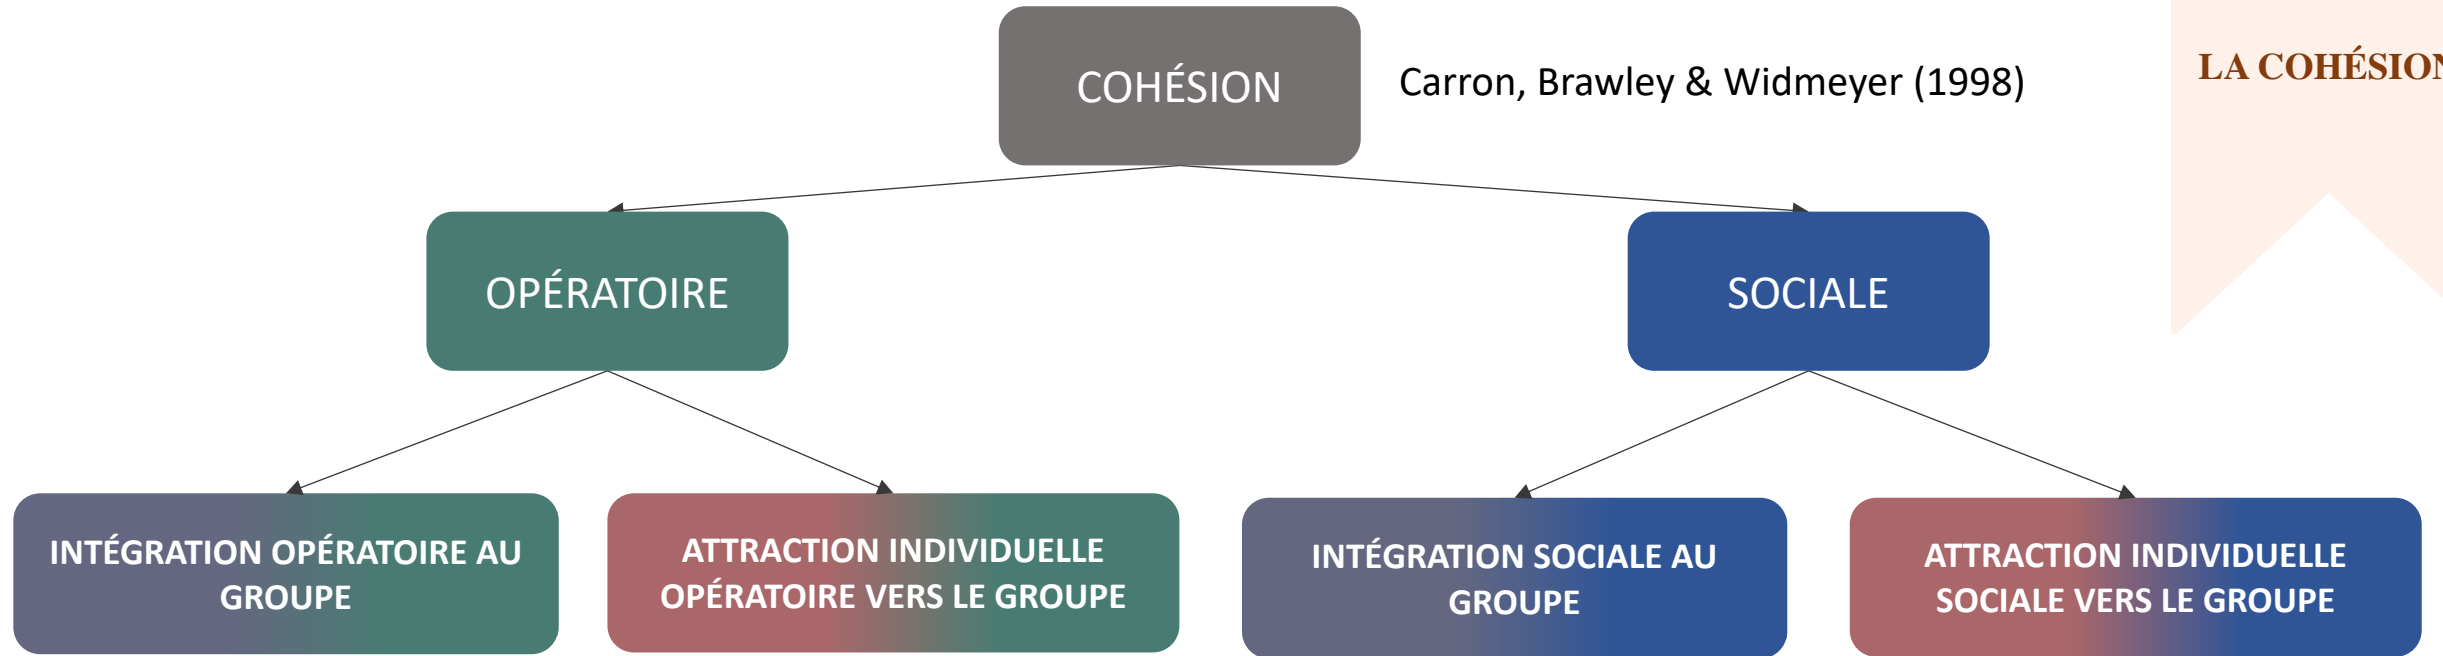 COHÉSION
Carron, Brawley & Widmeyer (1998)
LA COHÉSION
OPÉRATOIRE
SOCIALE
INTÉGRATION OPÉRATOIRE AU
GROUPE
ATTRACTION INDIVIDUELLE
OPÉRATOIRE VERS LE GROUPE
INTÉGRATION SOCIALE AU
GROUPE
ATTRACTION INDIVIDUELLE
SOCIALE VERS LE GROUPE